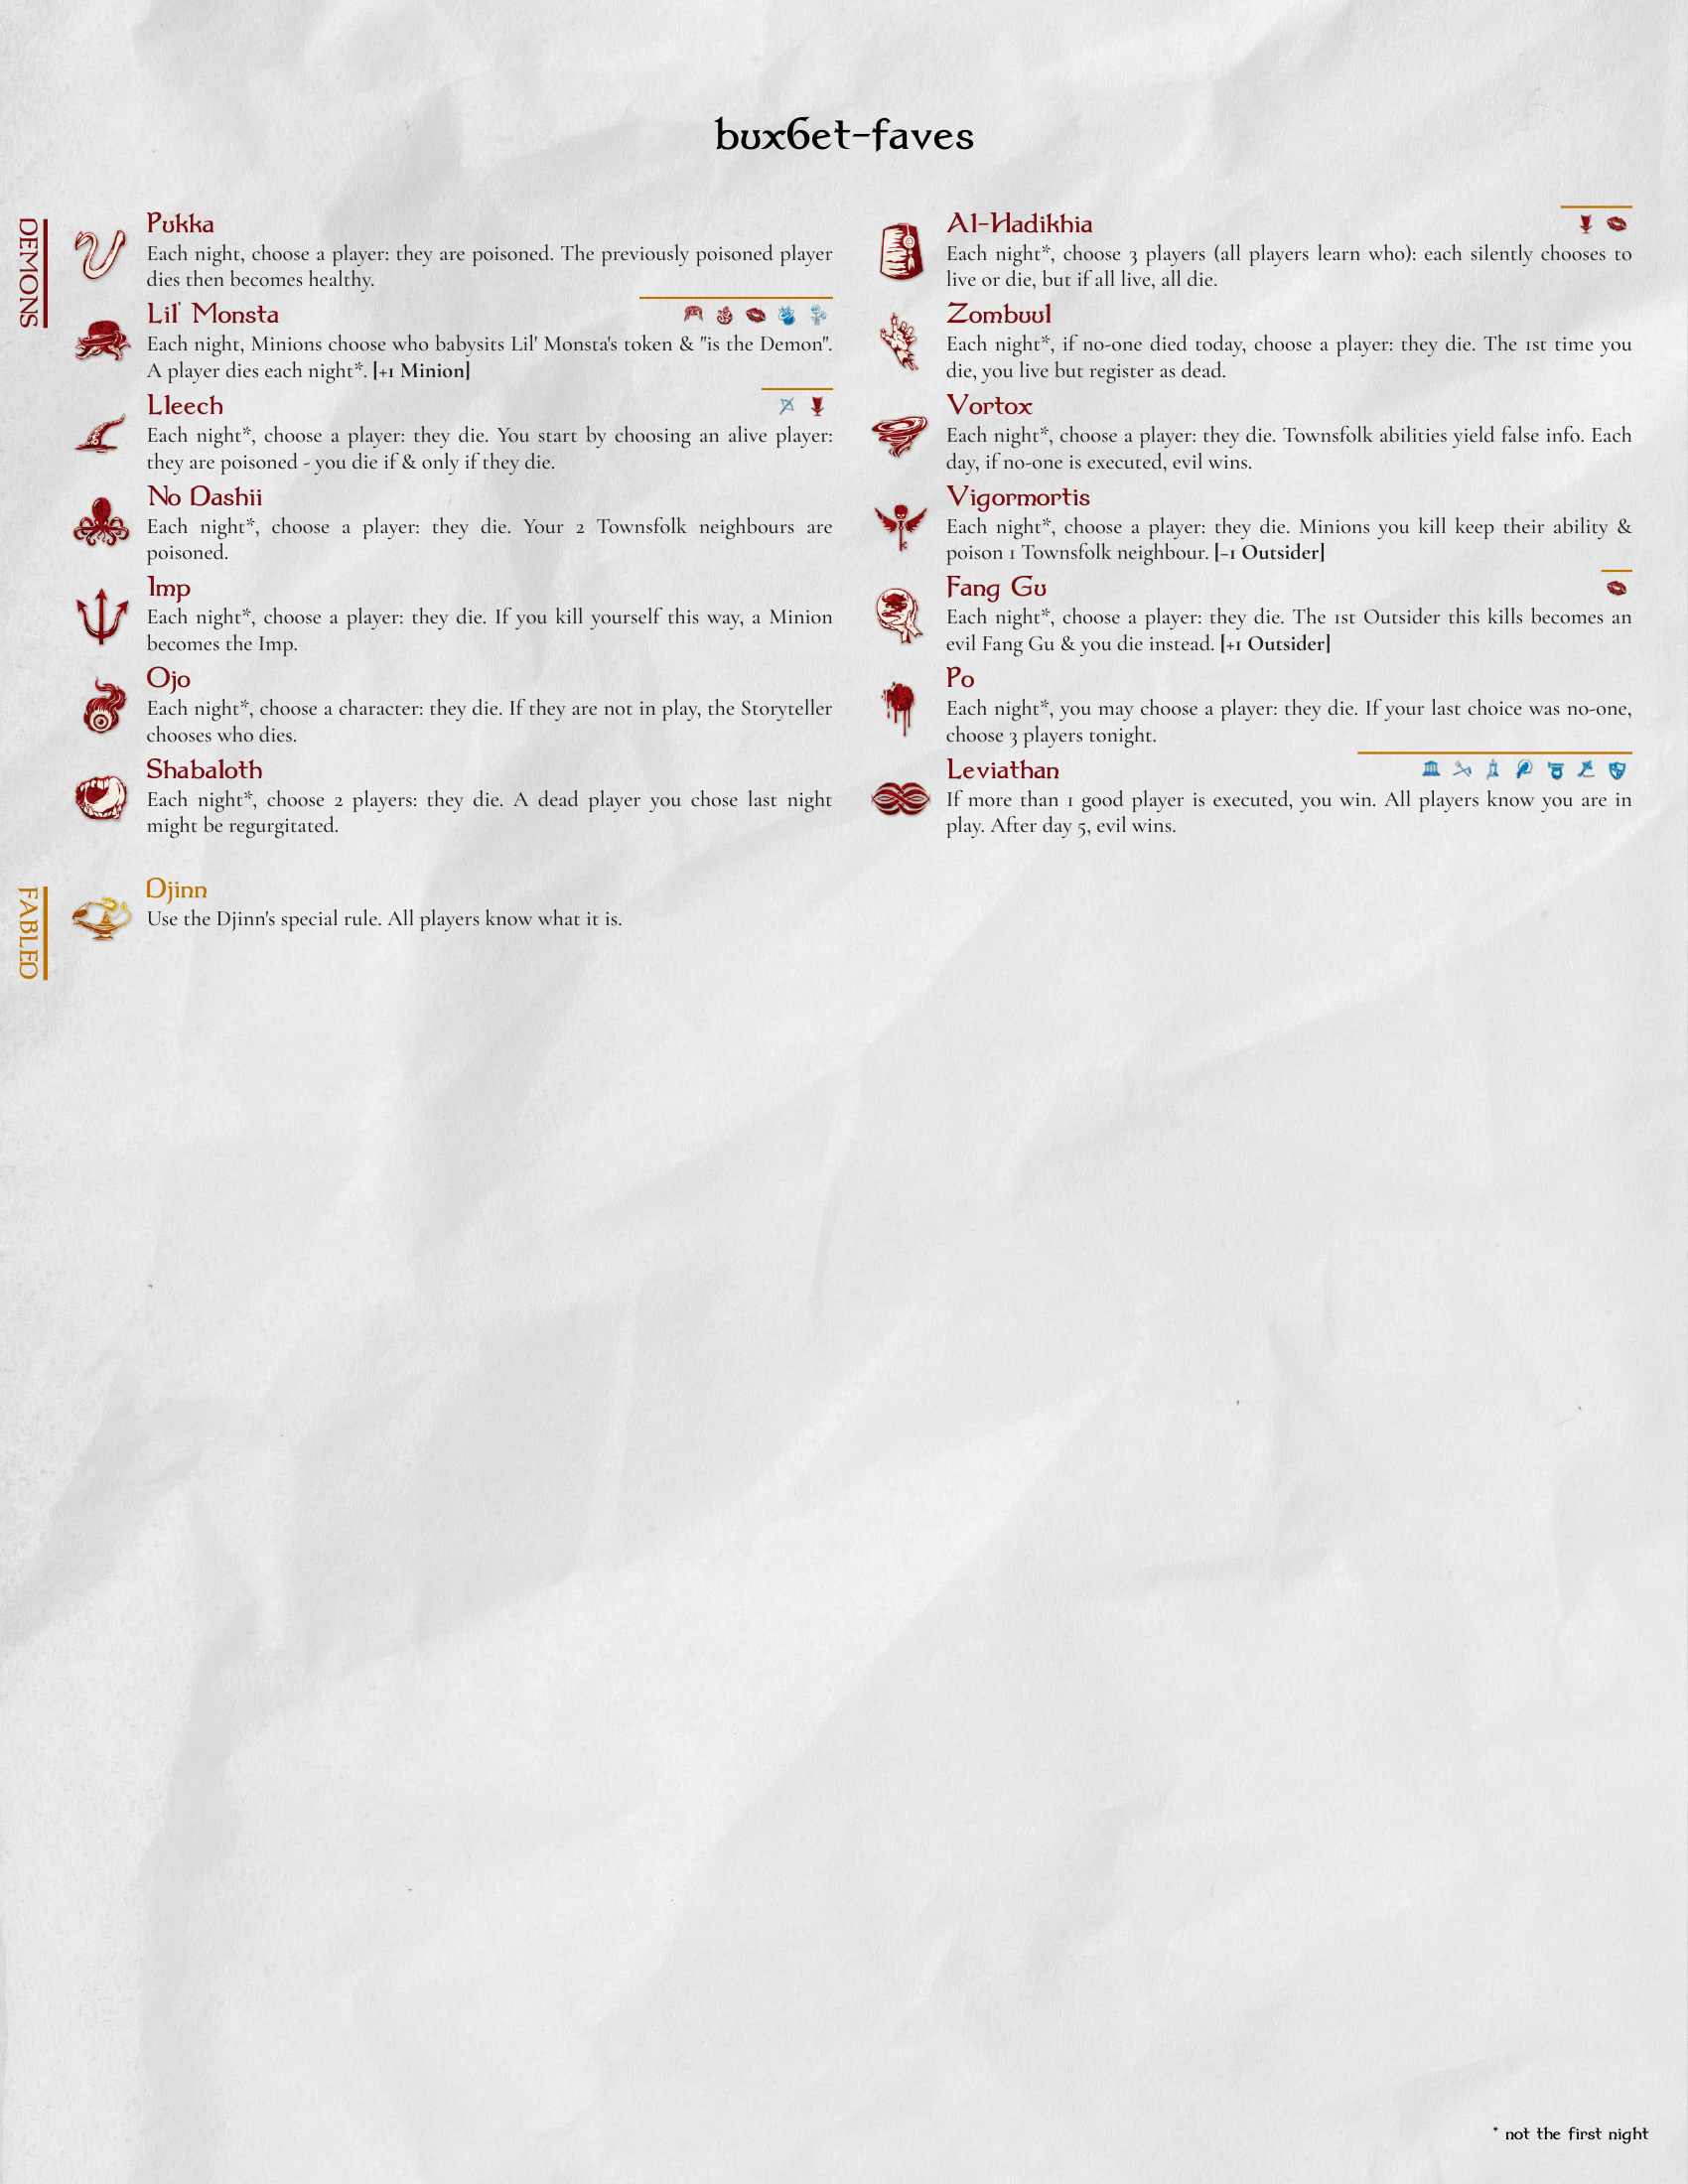 bux6et-faves
DEMONS
Pukka
Each night, choose a player: they are poisoned. The previously poisoned player
dies then becomes healthy.
Lil' Monsta
Each night, Minions choose who babysits Lil' Monsta's token & "is the Demon".
A player dies each night*. [+1 Minion]
Lleech
Each night*, choose a player: they die. You start by choosing an alive player:
they are poisoned - you die if & only if they die.
No Dashii
Each night*, choose a player: they die. Your 2 Townsfolk neighbours are
poisoned.
Imp
Each night*, choose a player: they die. If you kill yourself this way, a Minion
becomes the Imp.
Ojo
Each night*, choose a character: they die. If they are not in play, the Storyteller
chooses who dies.
Shabaloth
Each night*, choose 2 players: they die. A dead player you chose last night
might be regurgitated.
Al-Hadikhia
Each night*, choose 3 players (all players learn who): each silently chooses to
live or die, but if all live, all die.
Zombuul
Each night*, if no-one died today, choose a player: they die. The 1st time you
die, you live but register as dead.
Vortox
Each night*, choose a player: they die. Townsfolk abilities yield false info. Each
day, if no-one is executed, evil wins.
Vigormortis
Each night*, choose a player: they die. Minions you kill keep their ability &
poison 1 Townsfolk neighbour. [-1 Outsider]
Fang Gu
Each night*, choose a player: they die. The 1st Outsider this kills becomes an
evil Fang Gu & you die instead. [+1 Outsider]
Po
Each night*, you may choose a player: they die. If your last choice was no-one,
choose 3 players tonight.
Leviathan
If more than 1 good player is executed, you win. All players know you are in
play. After day 5, evil wins.
FABLED
Djinn
Use the Djinn's special rule. All players know what it is.
* not the first night